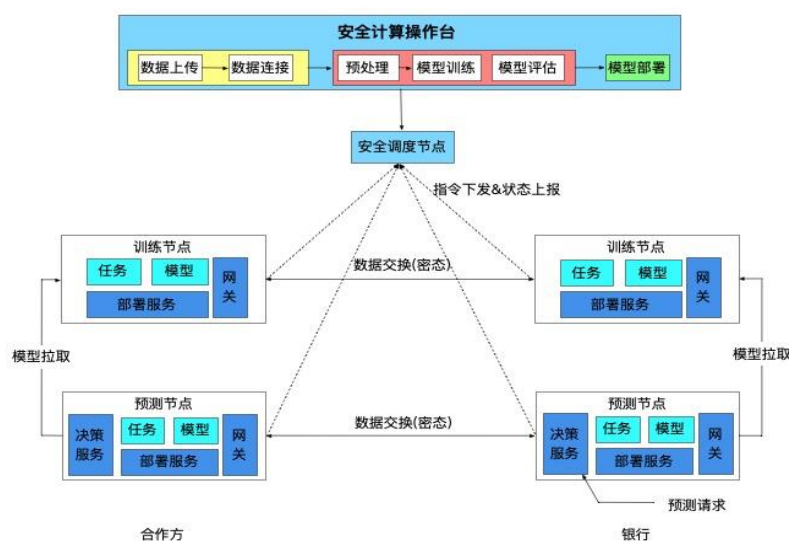 安全计算操作台
数据上传
数据连接
预处理
模型训练
模型评估
模型部署
安全调度节点
指令下发&状态上报
训练节点
任务
模型
网关
部署服务
数据交换(密态)
训练节点
任务
模型
网关
部署服务
模型拉取
模型拉取
预测节点
决策服务
任务
模型
网关
部署服务
数据交换(密态)
预测节点
决策服务
任务
模型
网关
部署服务
预测请求
合作方
银行